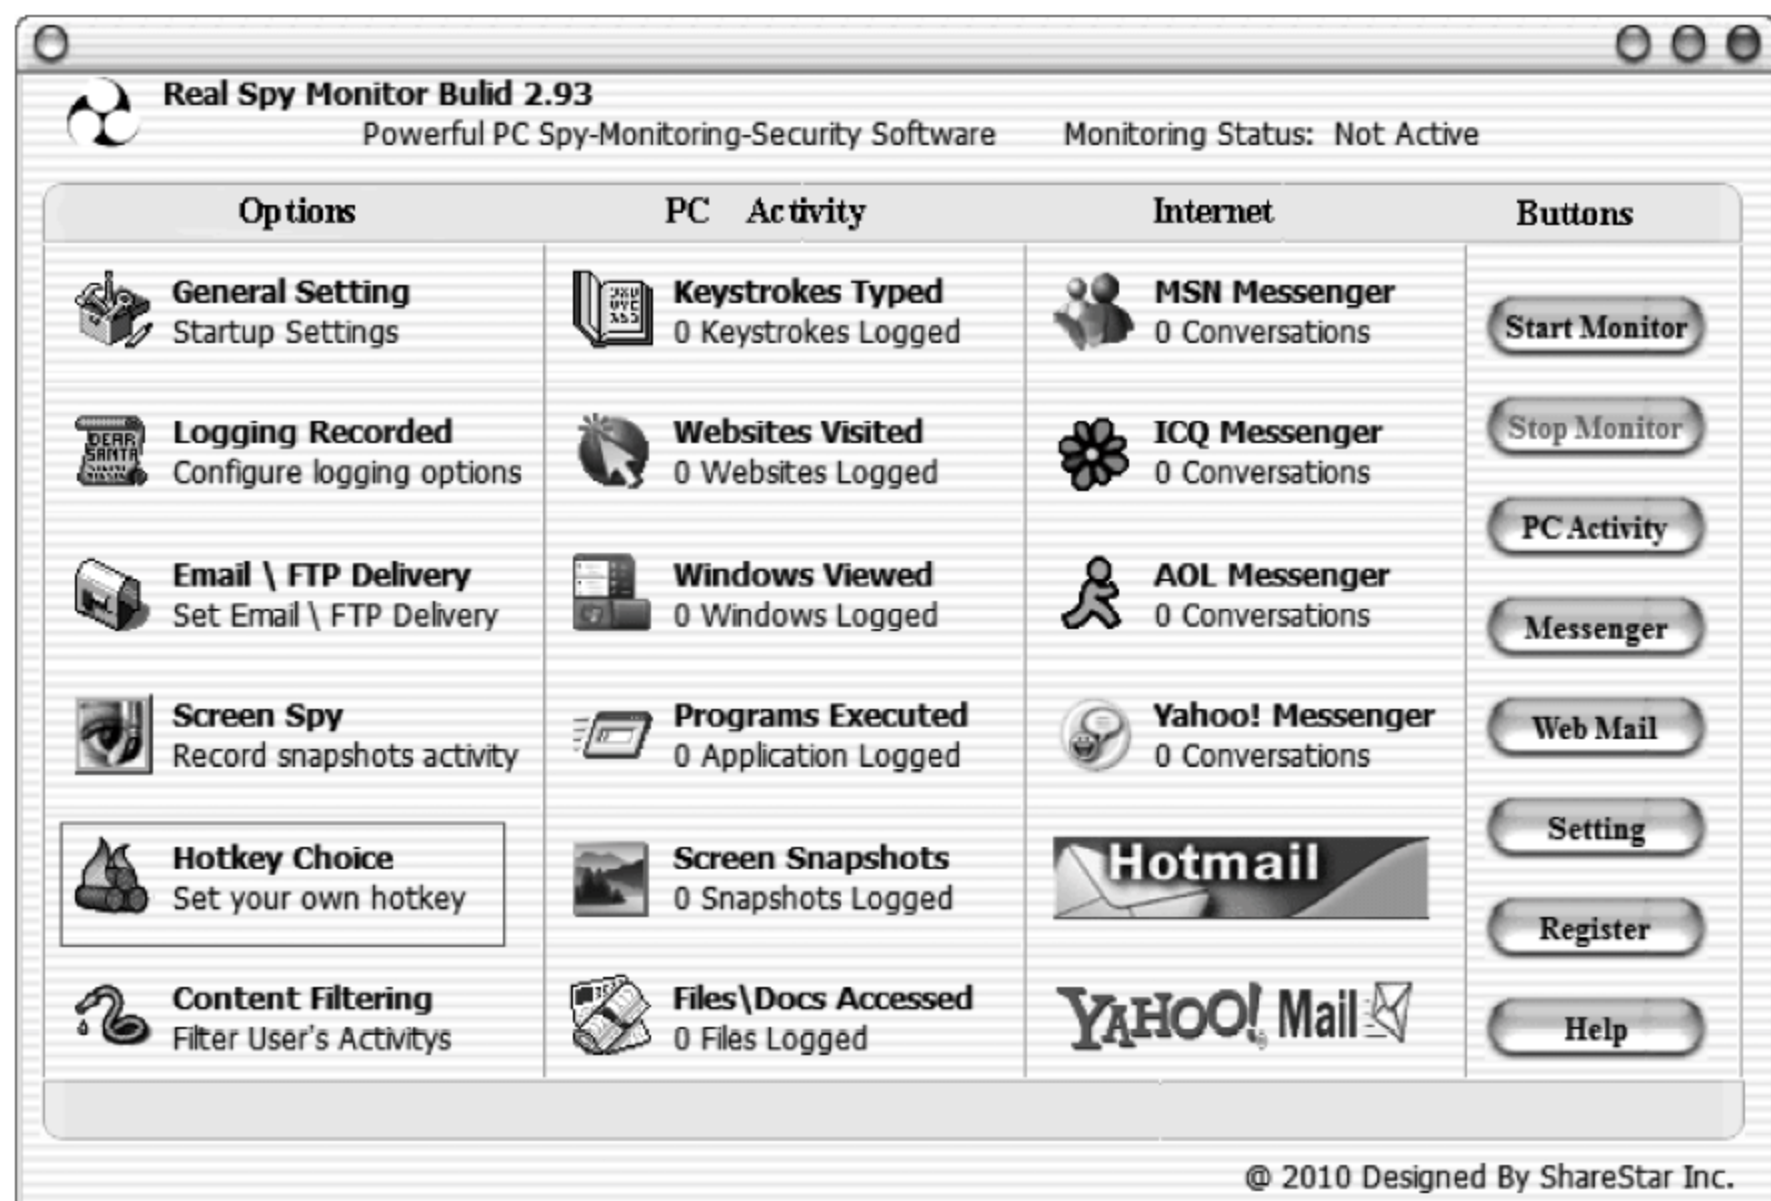 Real Spy Monitor Bulid 2.93
Powerful PC Spy-Monitoring-Security Software
Monitoring Status: Not Active
Options
PC Activity
Internet
Buttons
General Setting
Startup Settings
Logging Recorded
Configure logging options
Email \ FTP Delivery
Set Email \ FTP Delivery
Screen Spy
Record snapshots activity
Hotkey Choice
Set your own hotkey
Content Filtering
Filter User's Activitys
Keystrokes Typed
0 Keystrokes Logged
Websites Visited
0 Websites Logged
Windows Viewed
0 Windows Logged
Programs Executed
0 Application Logged
Screen Snapshots
0 Snapshots Logged
Files\Docs Accessed
0 Files Logged
MSN Messenger
0 Conversations
ICQ Messenger
0 Conversations
AOL Messenger
0 Conversations
Yahoo! Messenger
0 Conversations
Hotmail
YAHOO! Mail
Start Monitor
Stop Monitor
PC Activity
Messenger
Web Mail
Setting
Register
Help
DEAR
SANTA
@ 2010 Designed By ShareStar Inc.